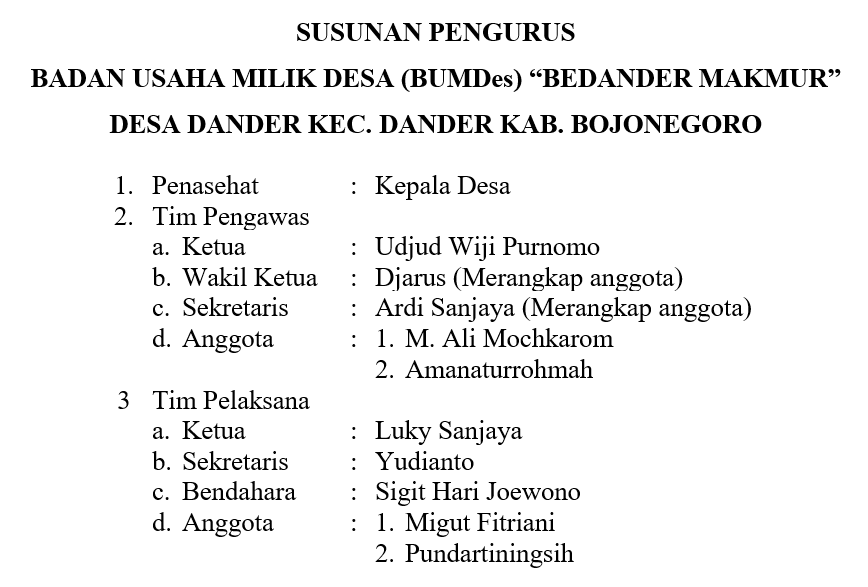 SUSUNAN PENGURUS
BADAN USAHA MILIK DESA (BUMDes) “BEDANDER MAKMUR”
DESA DANDER KEC. DANDER KAB. BOJONEGORO
1. Penasehat : Kepala Desa
2. Tim Pengawas
a. Ketua : Udjud Wiji Purnomo
b. Wakil Ketua : Djarus (Merangkap anggota)
c. Sekretaris : Ardi Sanjaya (Merangkap anggota)
d. Anggota : 1. M. Ali Mochkarom
2. Amanaturrohmah
3 Tim Pelaksana
a. Ketua : Luky Sanjaya
b. Sekretaris : Yudianto
c. Bendahara : Sigit Hari Joewono
d. Anggota : 1. Migut Fitriani
2. Pundartiningsih